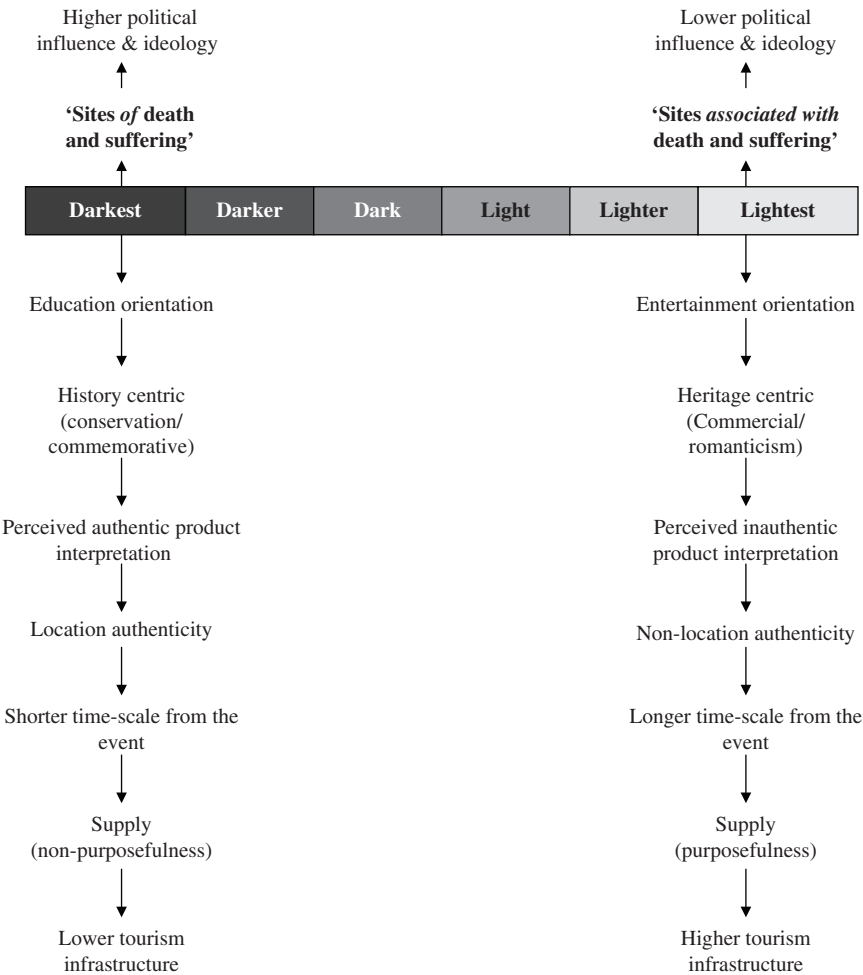 Higher political
influence & ideology
Lower political
influence & ideology
‘Sites of death
and suffering’
‘Sites associated with
death and suffering’
Darkest Darker Dark Light Lighter Lightest
Education orientation
Entertainment orientation
History centric
(conservation/
commemorative)
Heritage centric
(Commercial/
romanticism)
Perceived authentic product
interpretation
Perceived inauthentic
product interpretation
Location authenticity
Non-location authenticity
Shorter time-scale from the
event
Longer time-scale from the
event
Supply
(non-purposefulness)
Supply
(purposefulness)
Lower tourism
infrastructure
Higher tourism
infrastructure